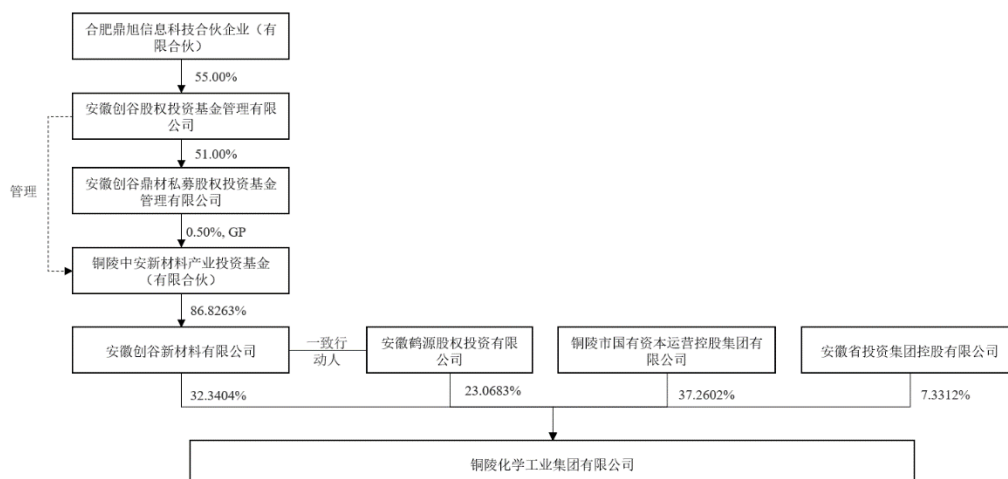 合肥鼎旭信息科技合伙企业（有
限合伙）
55.00%
安徽创谷股权投资基金管理有限
公司
51.00%
管理
安徽创谷鼎材私募股权投资基金
管理有限公司
0.50%, GP
铜陵中安新材料产业投资基金
（有限合伙）
86.8263%
安徽创谷新材料有限公司
一致行
动人
安徽鹤源股权投资有限
公司
铜陵市国有资本运营控股集团有
限公司
安徽省投资集团控股有限公司
32.3404%
23.0683%
37.2602%
7.3312%
铜陵化学工业集团有限公司